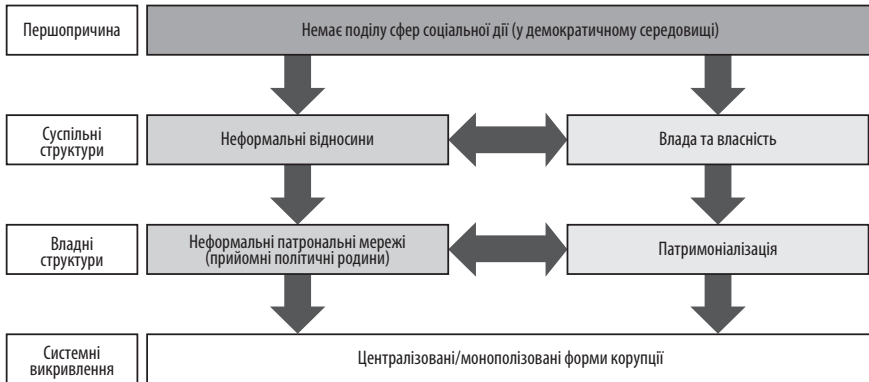 Першопричина
Немає поділу сфер соціальної дії (у демократичному середовищі)
Суспільні
структури
Неформальні відносини
Влада та власність
Владні
структури
Неформальні патрональні мережі
(прийомні політичні родини)
Патримоніалізація
Системні
викривлення
Централізовані/монополізовані форми корупції